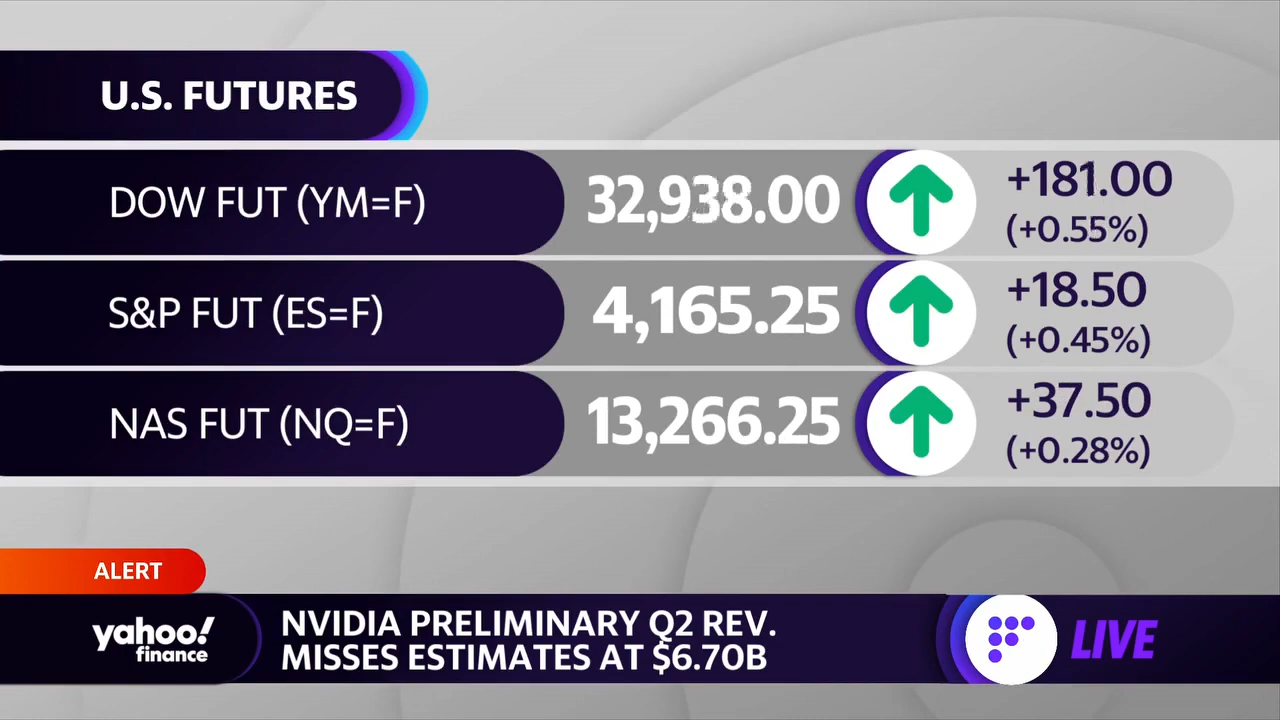 U.S. FUTURES
DOW FUT (YM=F)
32,938.00
+181.00
(+0.55%)
S&P FUT (ES=F)
4,165.25
+18.50
(+0.45%)
NAS FUT (NQ=F)
13,266.25
+37.50
(+0.28%)
ALERT
yahoo!
finance
NVIDIA PRELIMINARY Q2 REV.
MISSES ESTIMATES AT $6.70B
LIVE